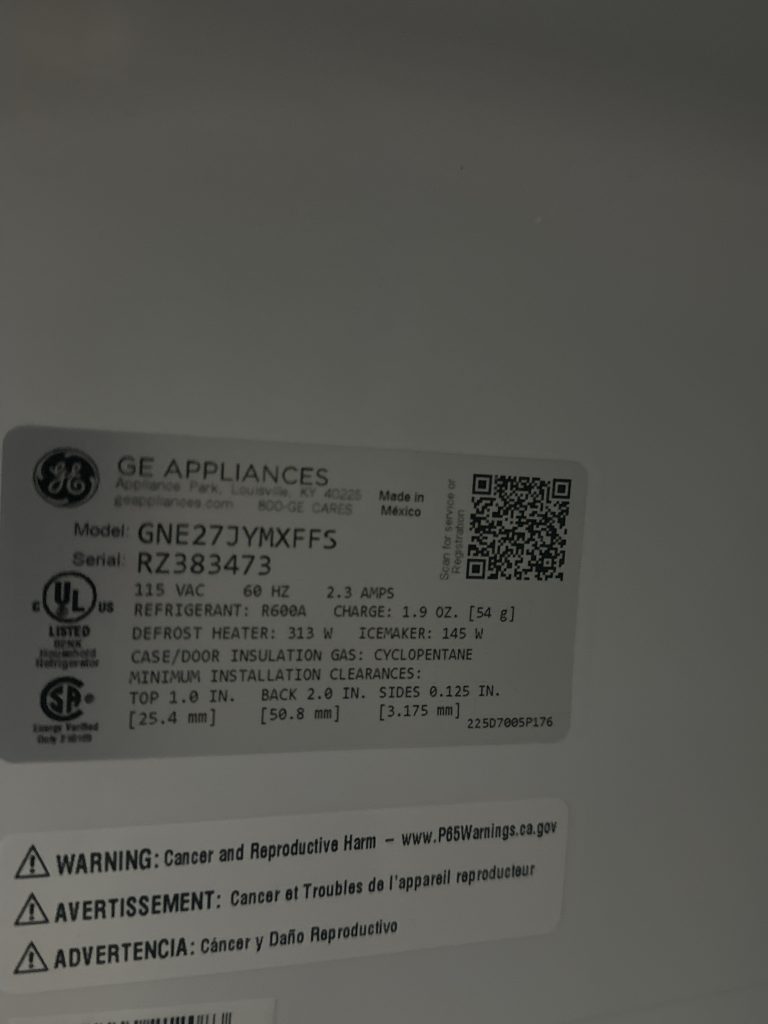 GE APPLIANCES
Appliance Park, Louisville, KY 40225
geappliances.com 800-GE CARES
Made in
México
Scan for service or
Registration
Model: GNE27JYMXFFS
Serial: RZ383473
115 VAC 60 HZ 2.3 AMPS
REFRIGERANT: R600A CHARGE: 1.9 OZ. [54 g]
DEFROST HEATER: 313 W ICEMAKER: 145 W
CASE/DOOR INSULATION GAS: CYCLOPENTANE
MINIMUM INSTALLATION CLEARANCES:
TOP 1.0 IN. BACK 2.0 IN. SIDES 0.125 IN.
[25.4 mm] [50.8 mm] [3.175 mm]
225D7005P176
C UL US
LISTED
Household
Refrigerator
SA
Energy Verified
WARNING: Cancer and Reproductive Harm – www.P65Warnings.ca.gov
AVERTISSEMENT: Cancer et Troubles de l'appareil reproducteur
ADVERTENCIA: Cáncer y Daño Reproductivo